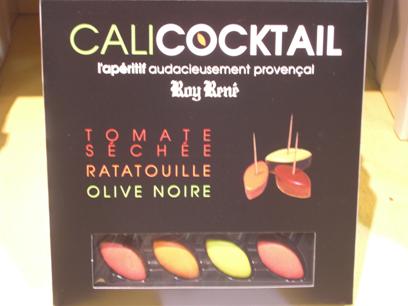 CALICOCKTAIL
l'apéritif audacieusement provençal
Roy René
TOMATE
SÉCHÉE
RATATOUILLE
OLIVE NOIRE